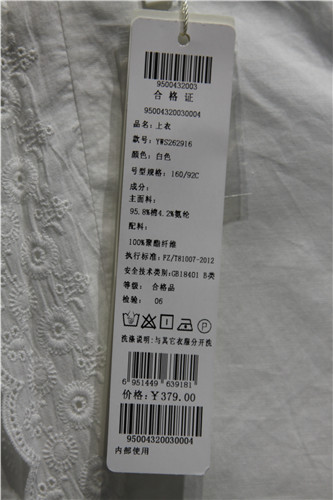 9500432003
合 格 证
95004320030004
品名:上衣
款号:YWS262916
颜色:白色
号型规格:160/92C
成分:
主面料:
95.8%棉4.2%氨纶
配料:
100%聚酯纤维
执行标准:FZ/T81007-2012
安全技术类别:GB18401 B类
等级: 合格品
检验: 06
P
洗涤说明:与其它衣服分开洗
6 951449 639181
价格:¥379.00
95004320030004
内部使用